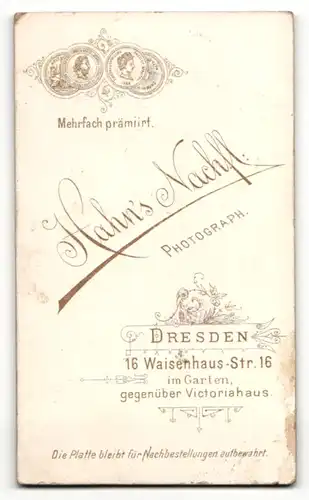 Mehrfach prämiirt.
Hahn's Nachfl.
PHOTOGRAPH.
DRESDEN
16 Waisenhaus-Str. 16
im Garten,
gegenüber Victoriahaus.
Die Platte bleibt für Nachbestellungen aufbewahrt.